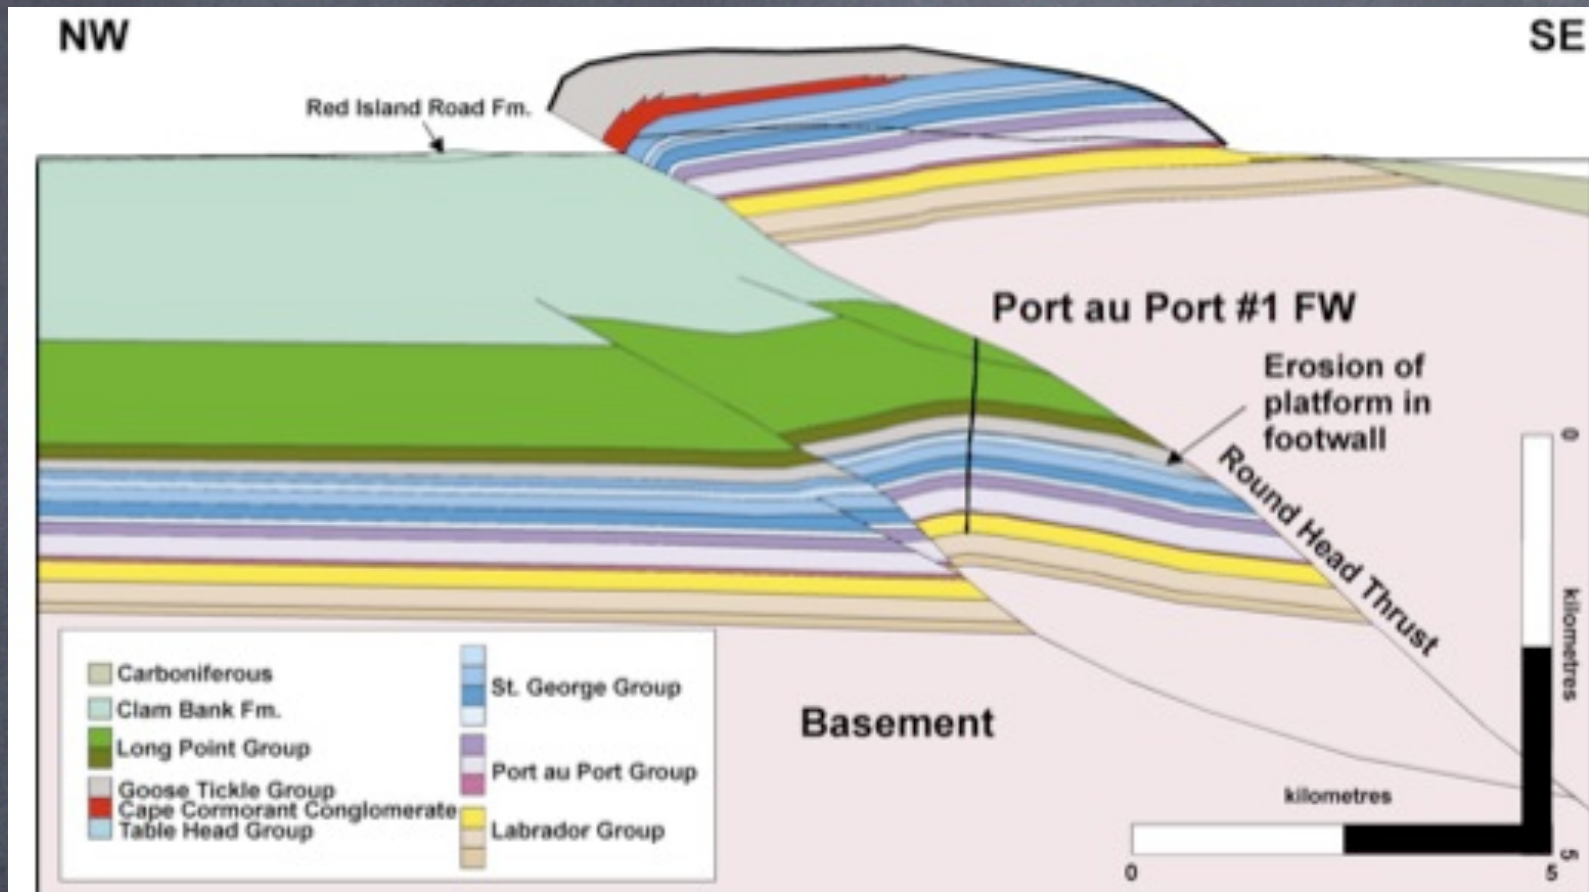 NW
SE
Red Island Road Fm.
Port au Port #1 FW
Erosion of
platform in
footwall
Round Head Thrust
0
kilometres
5
Carboniferous
Clam Bank Fm.
Long Point Group
Goose Tickle Group
Cape Cormorant Conglomerate
Table Head Group
St. George Group
Port au Port Group
Labrador Group
Basement
kilometres
0
5